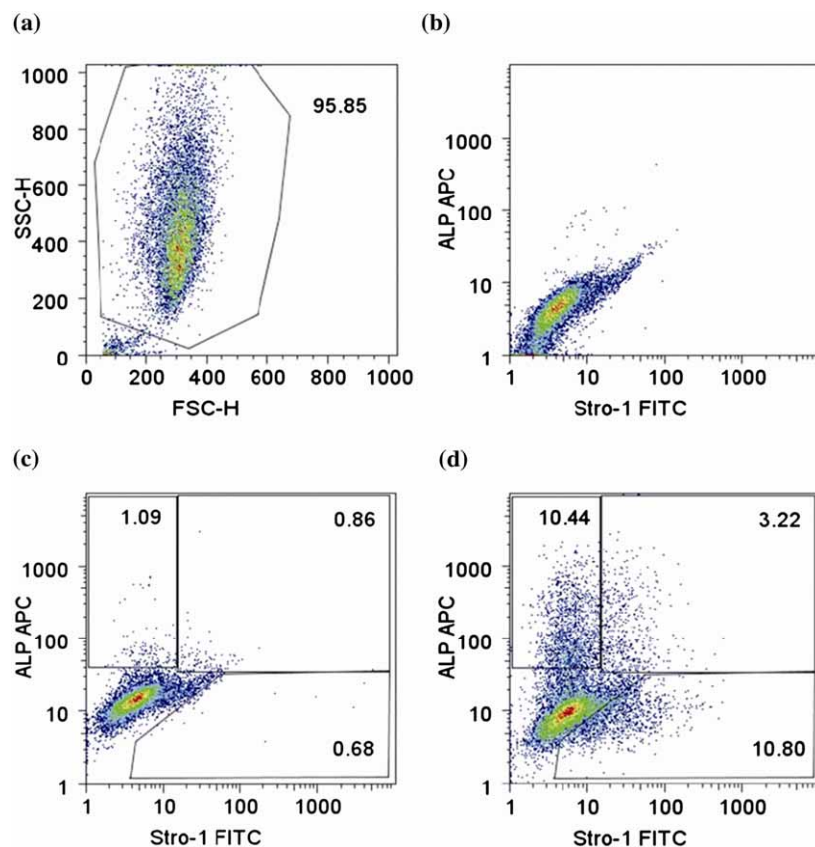 (a)
1000
800
600
400
200
0
SSC-H
95.85
0 200 400 600 800 1000
FSC-H
(b)
1000
100
10
1
ALP APC
1 10 100 1000
Stro-1 FITC
(c)
1000
100
10
1
ALP APC
1.09
0.86
0.68
1 10 100 1000
Stro-1 FITC
(d)
1000
100
10
1
ALP APC
10.44
3.22
10.80
1 10 100 1000
Stro-1 FITC